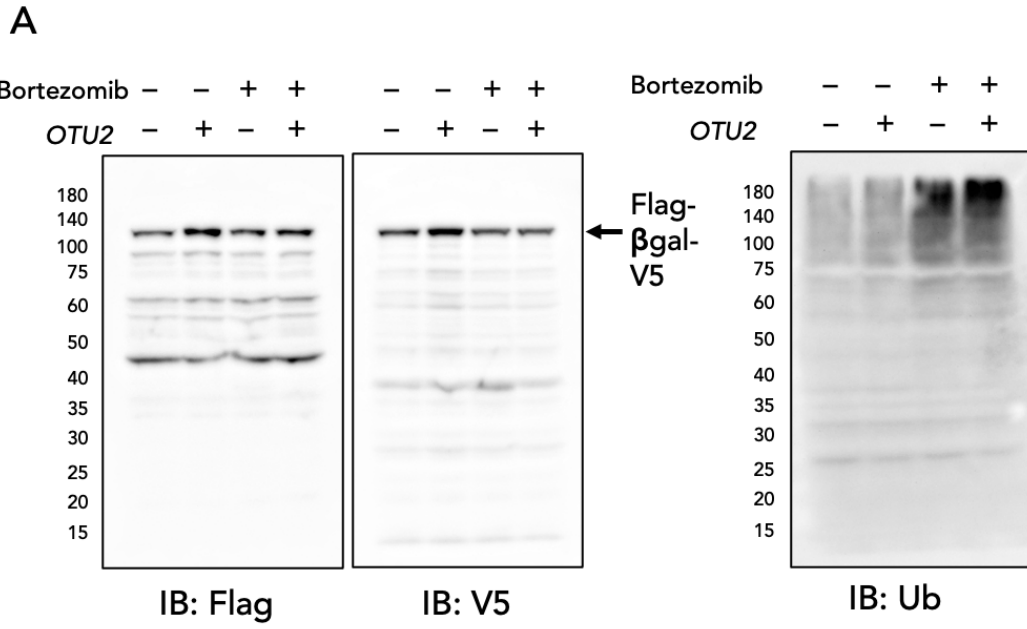 A
Bortezomib – – + + – – + +
OTU2 – + – + – + – +
180
140
100
75
60
50
40
35
30
25
20
15
Flag-
βgal-
V5
IB: Flag
IB: V5
Bortezomib – – + +
OTU2 – + – +
180
140
100
75
60
50
40
35
30
25
20
15
IB: Ub